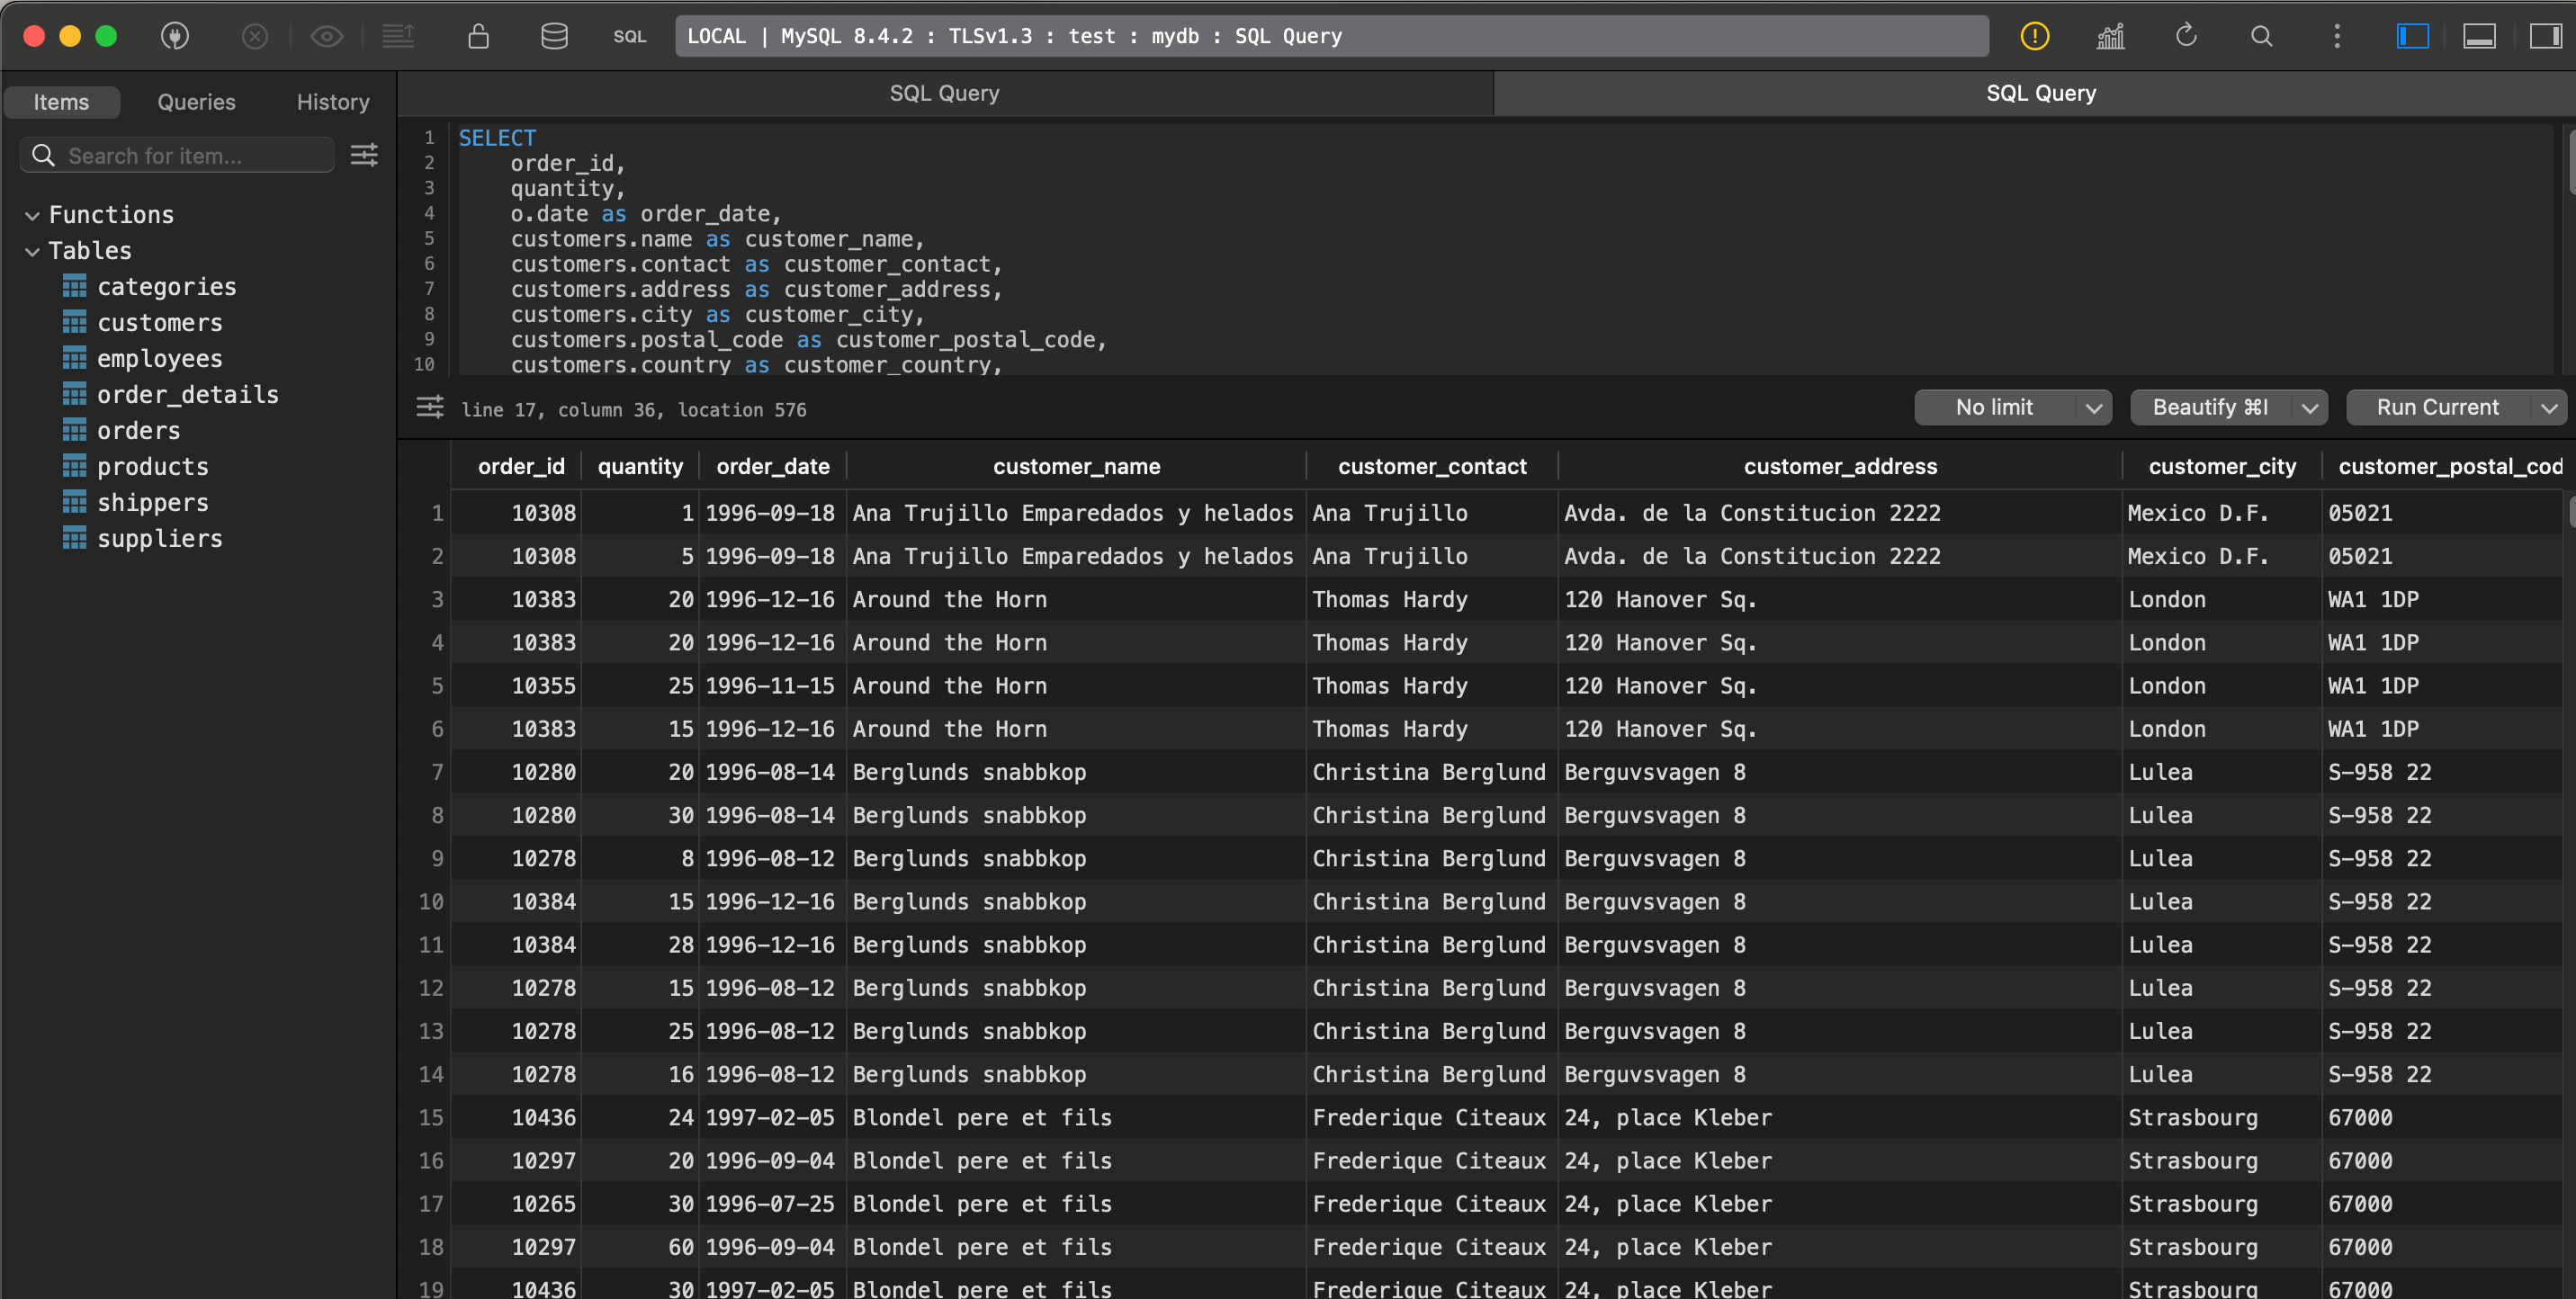 SQL LOCAL | MySQL 8.4.2 : TLSv1.3 : test : mydb : SQL Query
Items Queries History
Search for item...
Functions
Tables
categories
customers
employees
order_details
orders
products
shippers
suppliers
SQL Query SQL Query
1 SELECT
2 order_id,
3 quantity,
4 o.date as order_date,
5 customers.name as customer_name,
6 customers.contact as customer_contact,
7 customers.address as customer_address,
8 customers.city as customer_city,
9 customers.postal_code as customer_postal_code,
10 customers.country as customer_country,
line 17, column 36, location 576 No limit Beautify ⌘I Run Current
order_id quantity order_date customer_name customer_contact customer_address customer_city customer_postal_cod
1 10308 1 1996-09-18 Ana Trujillo Emparedados y helados Ana Trujillo Avda. de la Constitucion 2222 Mexico D.F. 05021
2 10308 5 1996-09-18 Ana Trujillo Emparedados y helados Ana Trujillo Avda. de la Constitucion 2222 Mexico D.F. 05021
3 10383 20 1996-12-16 Around the Horn Thomas Hardy 120 Hanover Sq. London WA1 1DP
4 10383 20 1996-12-16 Around the Horn Thomas Hardy 120 Hanover Sq. London WA1 1DP
5 10355 25 1996-11-15 Around the Horn Thomas Hardy 120 Hanover Sq. London WA1 1DP
6 10383 15 1996-12-16 Around the Horn Thomas Hardy 120 Hanover Sq. London WA1 1DP
7 10280 20 1996-08-14 Berglunds snabbkop Christina Berglund Berguvsvagen 8 Lulea S-958 22
8 10280 30 1996-08-14 Berglunds snabbkop Christina Berglund Berguvsvagen 8 Lulea S-958 22
9 10278 8 1996-08-12 Berglunds snabbkop Christina Berglund Berguvsvagen 8 Lulea S-958 22
10 10384 15 1996-12-16 Berglunds snabbkop Christina Berglund Berguvsvagen 8 Lulea S-958 22
11 10384 28 1996-12-16 Berglunds snabbkop Christina Berglund Berguvsvagen 8 Lulea S-958 22
12 10278 15 1996-08-12 Berglunds snabbkop Christina Berglund Berguvsvagen 8 Lulea S-958 22
13 10278 25 1996-08-12 Berglunds snabbkop Christina Berglund Berguvsvagen 8 Lulea S-958 22
14 10278 16 1996-08-12 Berglunds snabbkop Christina Berglund Berguvsvagen 8 Lulea S-958 22
15 10436 24 1997-02-05 Blondel pere et fils Frederique Citeaux 24, place Kleber Strasbourg 67000
16 10297 20 1996-09-04 Blondel pere et fils Frederique Citeaux 24, place Kleber Strasbourg 67000
17 10265 30 1996-07-25 Blondel pere et fils Frederique Citeaux 24, place Kleber Strasbourg 67000
18 10297 60 1996-09-04 Blondel pere et fils Frederique Citeaux 24, place Kleber Strasbourg 67000
19 10436 30 1997-02-05 Blondel pere et fils Frederique Citeaux 24, place Kleber Strasbourg 67000